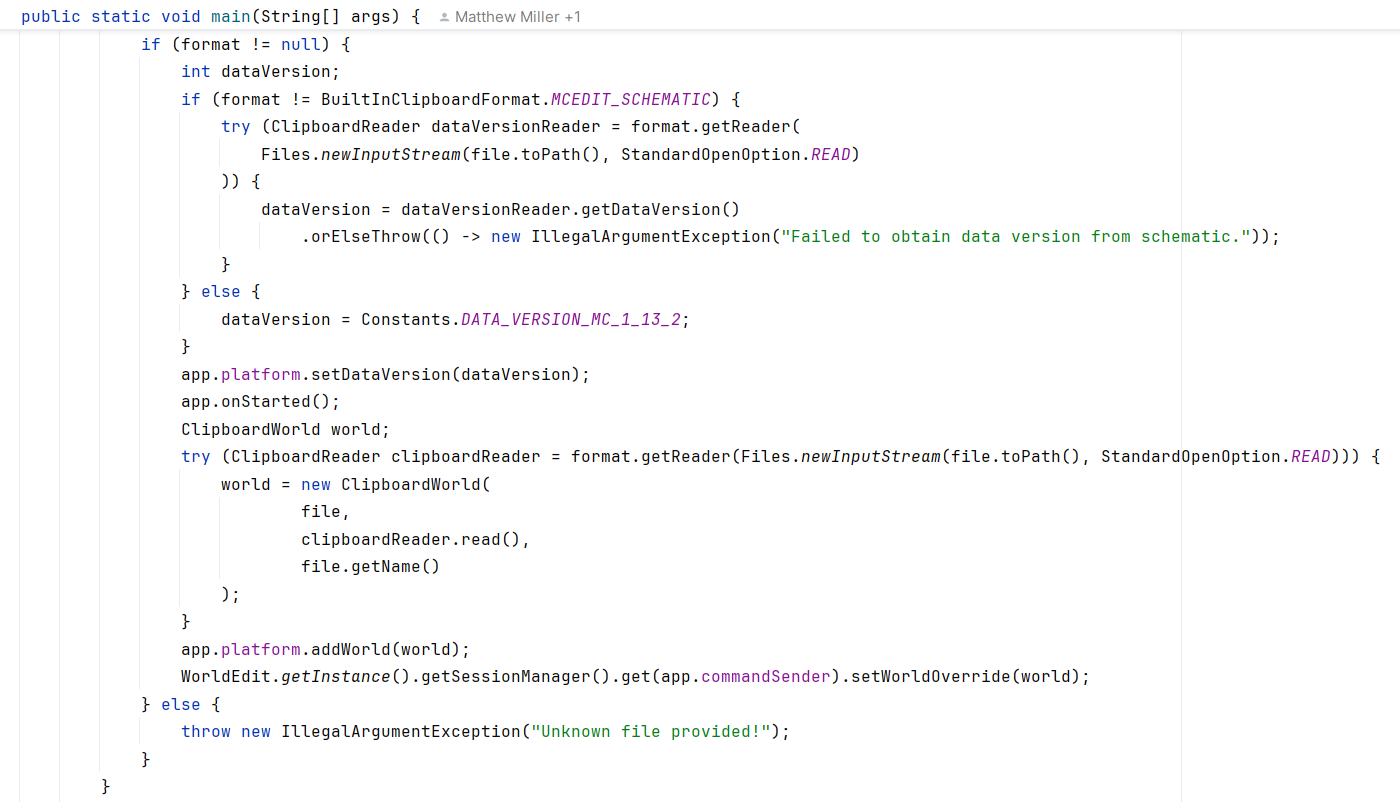 public static void main(String[] args) { Matthew Miller +1
if (format != null) {
int dataVersion;
if (format != BuiltInClipboardFormat.MCEDIT_SCHEMATIC) {
try (ClipboardReader dataVersionReader = format.getReader(
Files.newInputStream(file.toPath(), StandardOpenOption.READ)
)) {
dataVersion = dataVersionReader.getDataVersion()
.orElseThrow(() -> new IllegalArgumentException("Failed to obtain data version from schematic."));
}
} else {
dataVersion = Constants.DATA_VERSION_MC_1_13_2;
}
app.platform.setDataVersion(dataVersion);
app.onStarted();
ClipboardWorld world;
try (ClipboardReader clipboardReader = format.getReader(Files.newInputStream(file.toPath(), StandardOpenOption.READ))) {
world = new ClipboardWorld(
file,
clipboardReader.read(),
file.getName()
);
}
app.platform.addWorld(world);
WorldEdit.getInstance().getSessionManager().get(app.commandSender).setWorldOverride(world);
} else {
throw new IllegalArgumentException("Unknown file provided!");
}
}